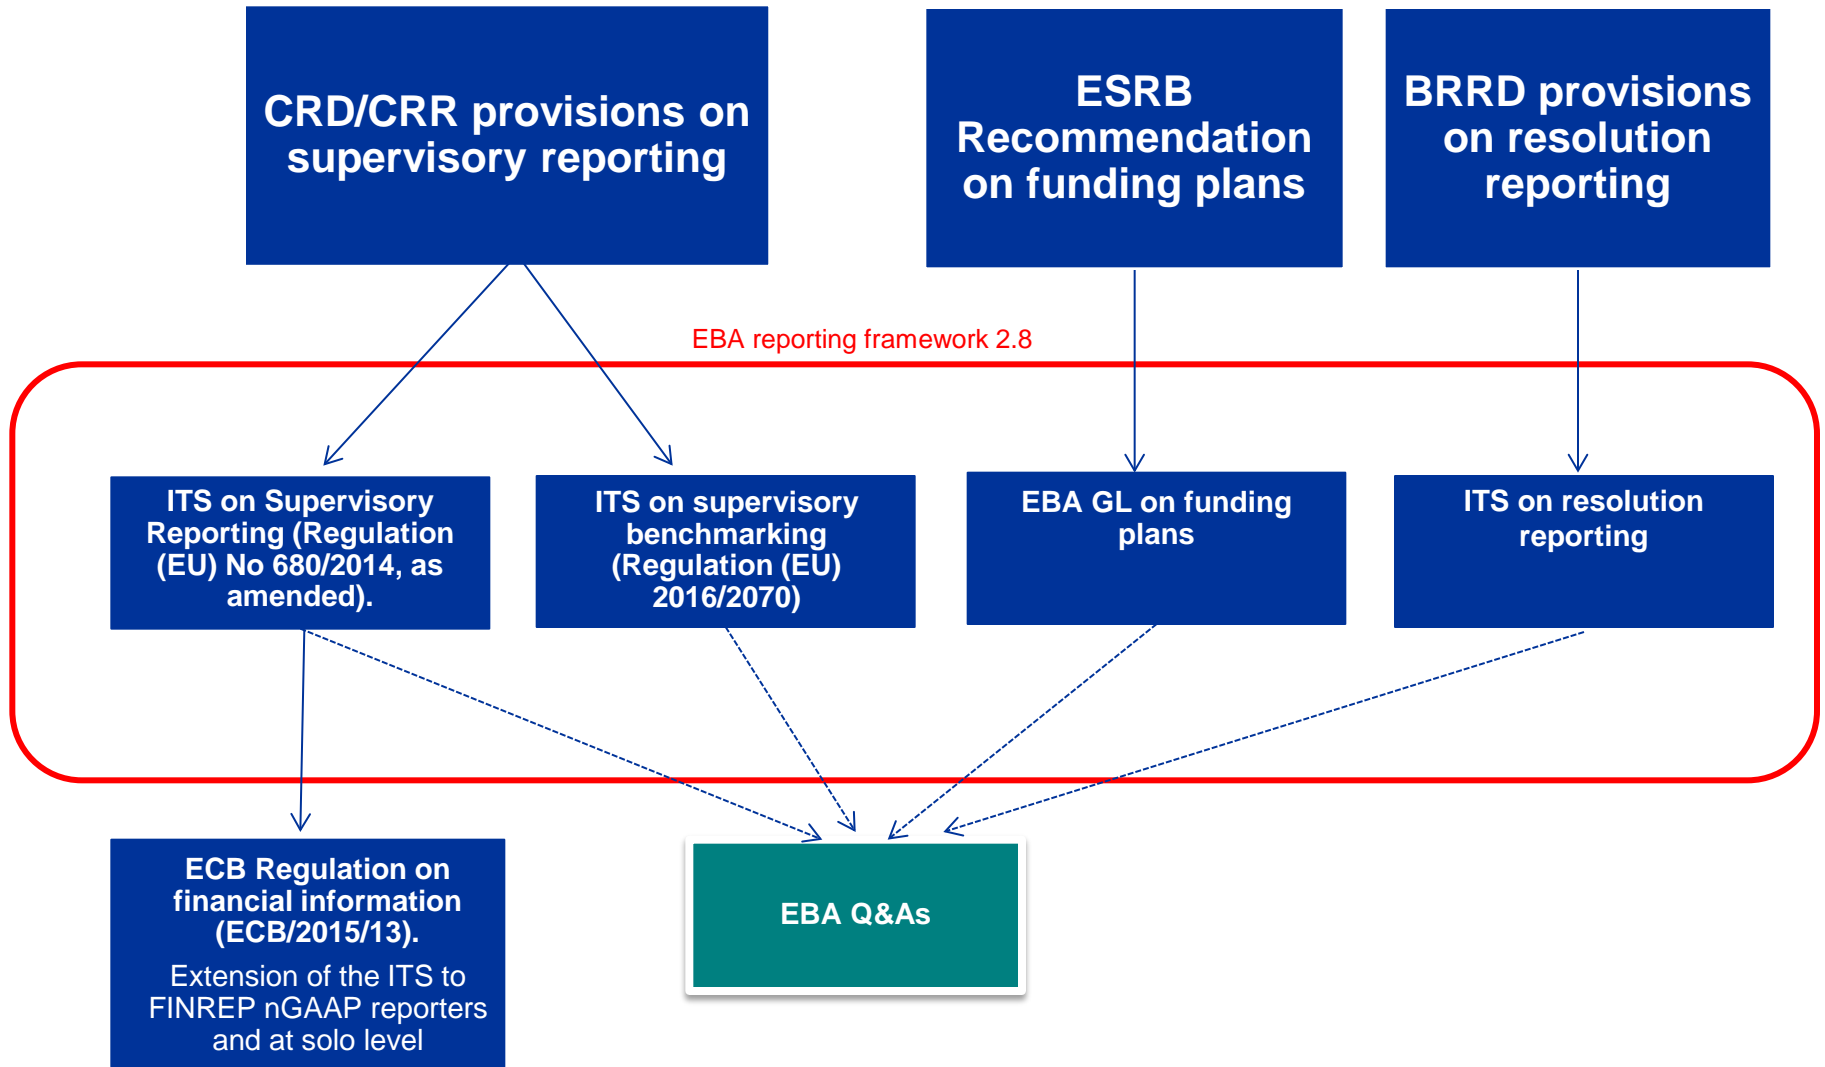 CRD/CRR provisions on
supervisory reporting
ESRB
Recommendation
on funding plans
BRRD provisions
on resolution
reporting
EBA reporting framework 2.8
ITS on Supervisory
Reporting (Regulation
(EU) No 680/2014, as
amended).
ITS on supervisory
benchmarking
(Regulation (EU)
2016/2070)
EBA GL on funding
plans
ITS on resolution
reporting
ECB Regulation on
financial information
(ECB/2015/13).
Extension of the ITS to
FINREP nGAAP reporters
and at solo level
EBA Q&As